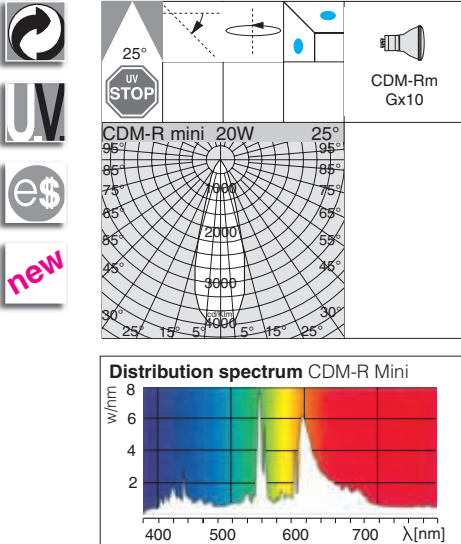 U.V.
e$
new
25°
UV
STOP
CDM-Rm
Gx10
CDM-R mini 20W 25°
95° 95°
85° 85°
75° 75°
65° 65°
55° 55°
45° 45°
30° 30°
25° 15° 5° 5° 15° 25°
1000
2000
3000
cd/Klm
4000
Distribution spectrum CDM-R Mini
w/nm
8
6
4
2
400 500 600 700 λ[nm]